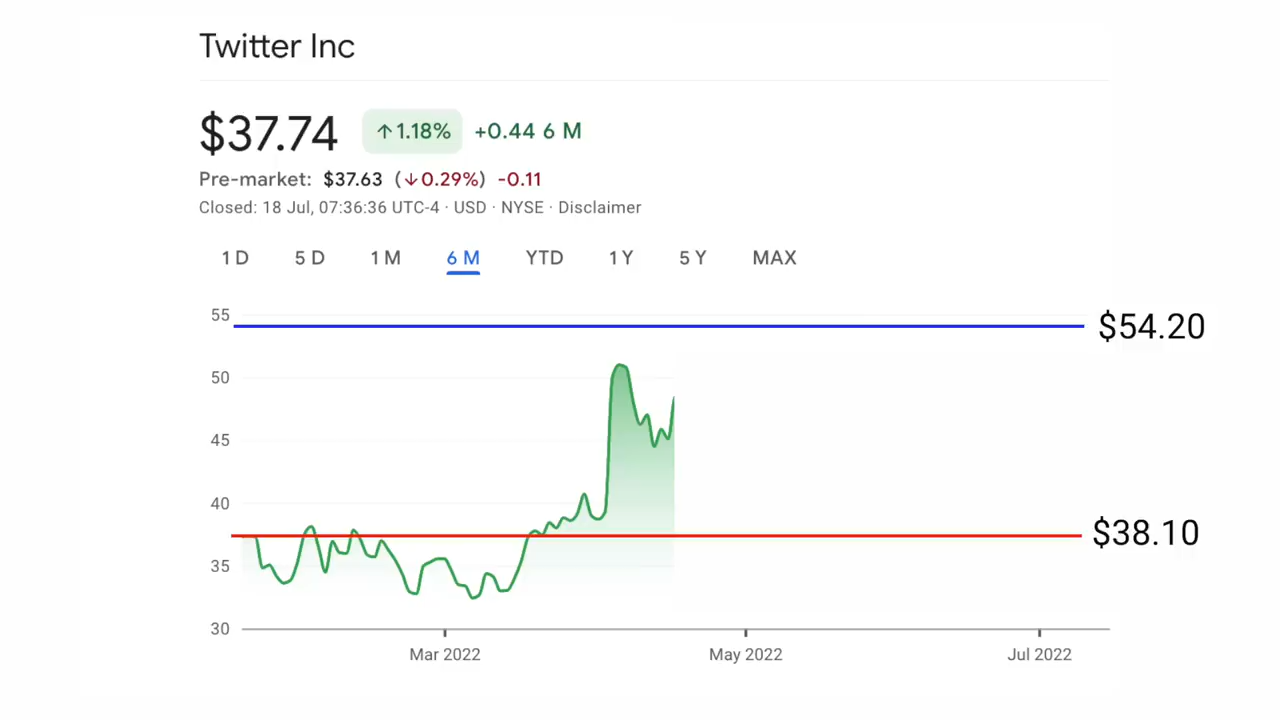 Twitter Inc
$37.74 ↑1.18% +0.44 6 M
Pre-market: $37.63 (↓0.29%) -0.11
Closed: 18 Jul, 07:36:36 UTC-4 · USD · NYSE · Disclaimer
1 D 5 D 1 M 6 M YTD 1 Y 5 Y MAX
55
$54.20
50
45
40
$38.10
35
30
Mar 2022 May 2022 Jul 2022